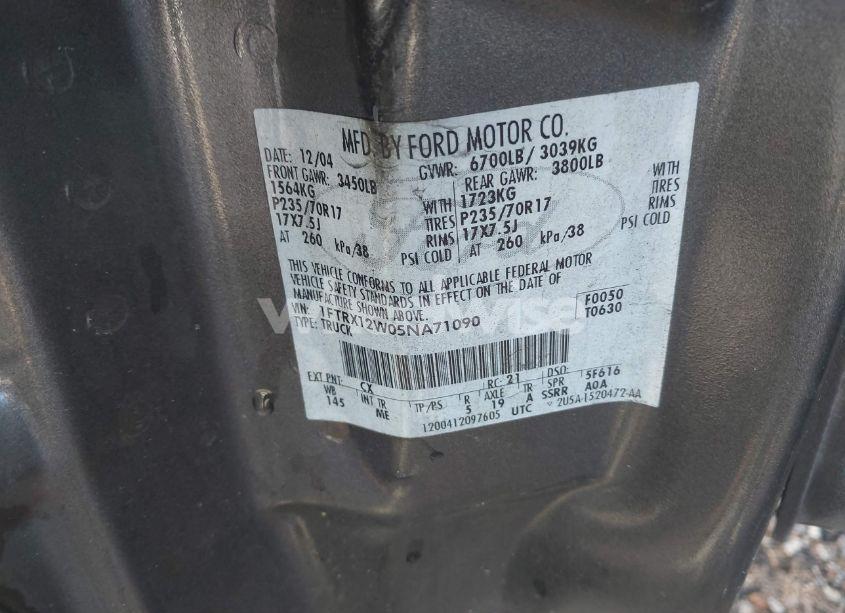 MFD. BY FORD MOTOR CO.
DATE: 12/04 GVWR: 6700LB / 3039KG
FRONT GAWR: 3450LB REAR GAWR: 3800LB
1564KG WITH 1723KG WITH
P235/70R17 TIRES P235/70R17 TIRES
17X7.5J RIMS 17X7.5J RIMS
AT 260 kPa/38 PSI COLD AT 260 kPa/38 PSI COLD
THIS VEHICLE CONFORMS TO ALL APPLICABLE FEDERAL MOTOR
VEHICLE SAFETY STANDARDS IN EFFECT ON THE DATE OF
MANUFACTURE SHOWN ABOVE. F0050
VIN: 1FTRX12W05NA71090 T0630
TYPE: TRUCK
EXT PNT: CX RC: 21 DSO: 5F616
WB INT TR TP/PS R AXLE TR SPR
145 ME 5 19 A SSRR A0A
1200412097605 UTC 2U5A-1520472-AA